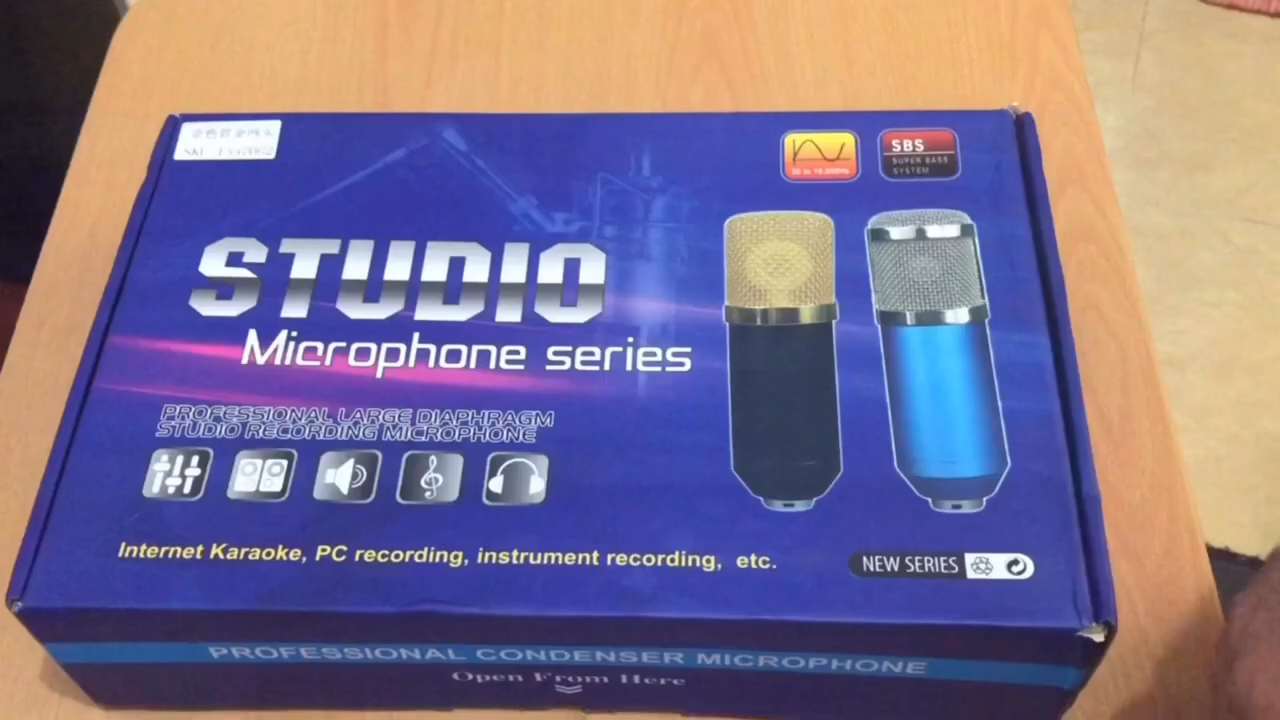 SBS
SUPER BASS
SYSTEM
STUDIO
Microphone series
PROFESSIONAL LARGE DIAPHRAGM
STUDIO RECORDING MICROPHONE
Internet Karaoke, PC recording, instrument recording, etc.
NEW SERIES
PROFESSIONAL CONDENSER MICROPHONE
Open From Here